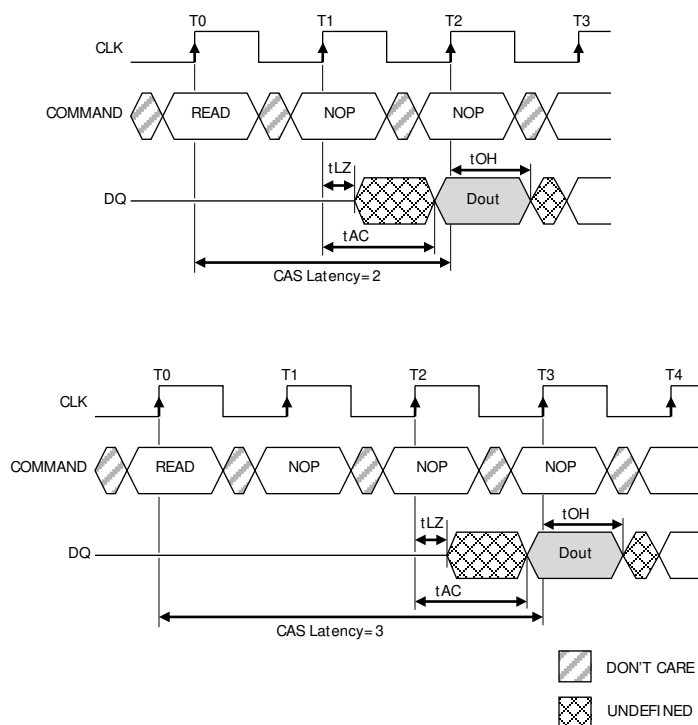 T0 T1 T2 T3
CLK
COMMAND READ NOP NOP
tLZ tOH
DQ Dout
tAC
CAS Latency=2
T0 T1 T2 T3 T4
CLK
COMMAND READ NOP NOP NOP
tLZ tOH
DQ Dout
tAC
CAS Latency=3
DON'T CARE
UNDEFINED